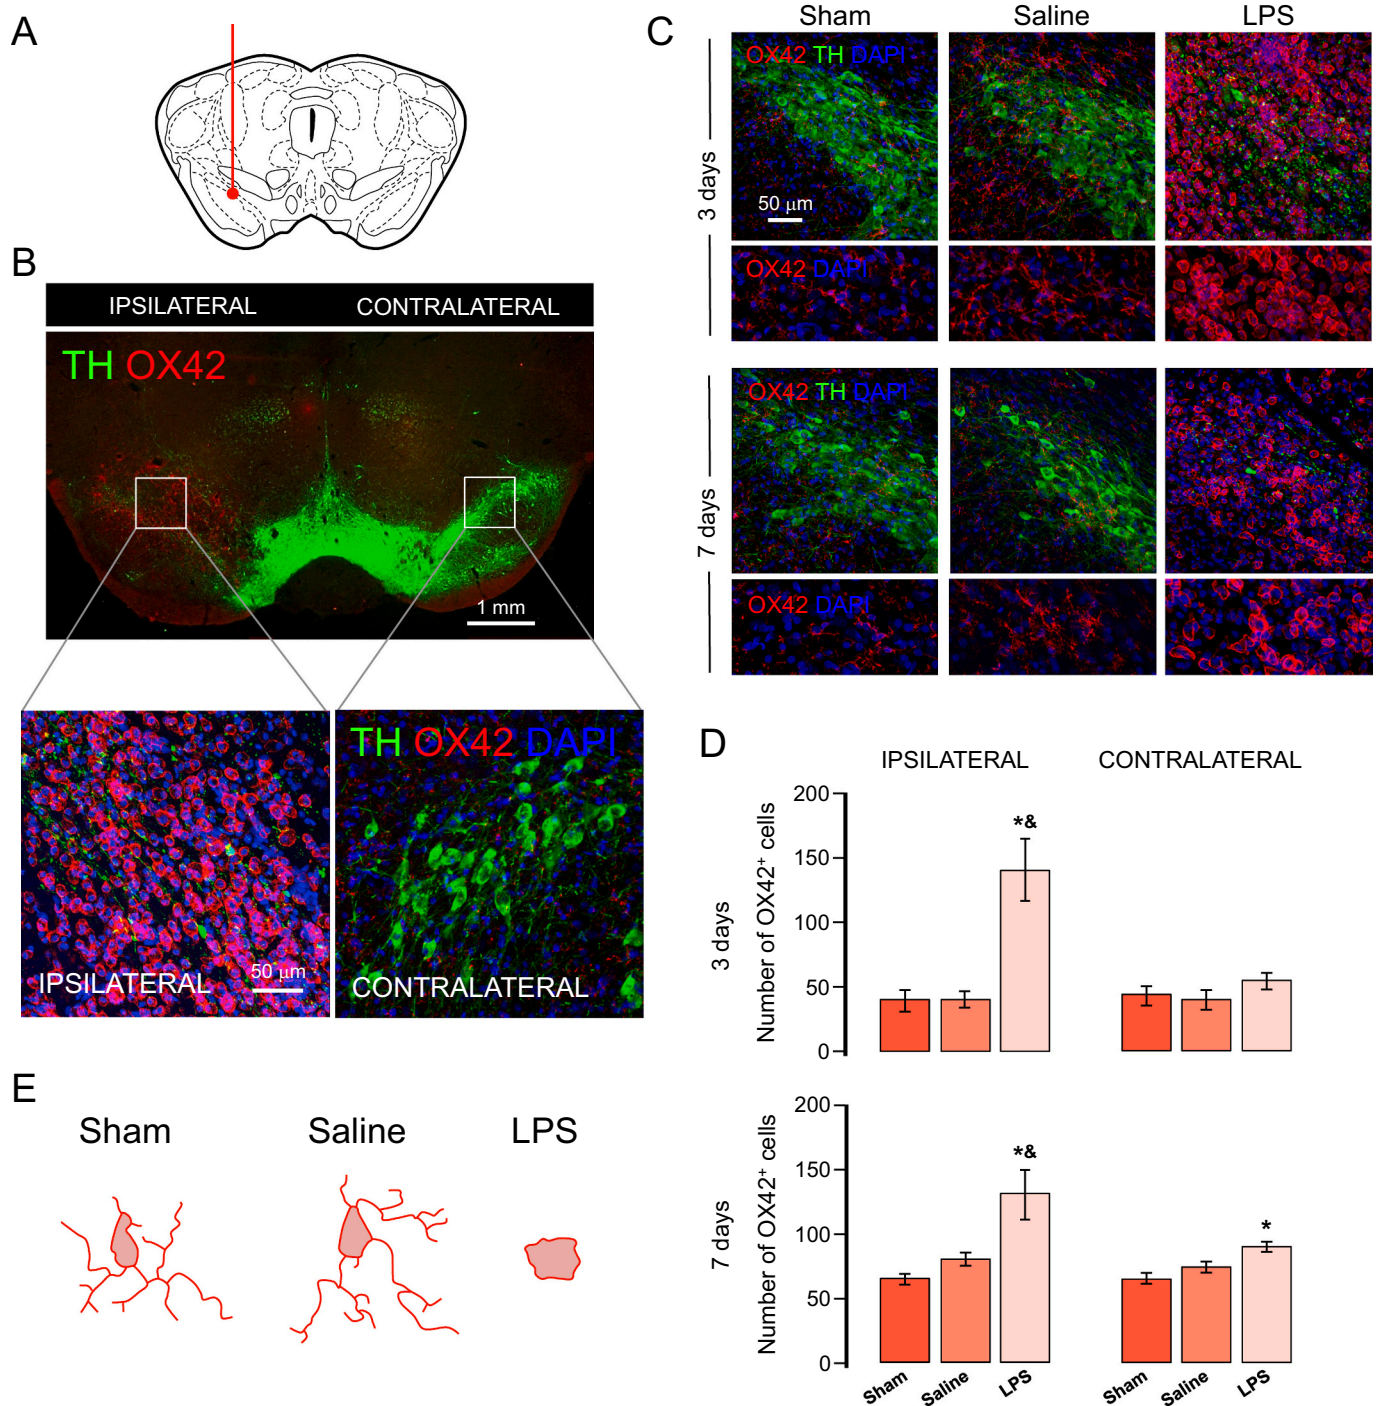 A
B
IPSILATERAL CONTRALATERAL
TH OX42
1 mm
TH OX42 DAPI
IPSILATERAL
50 µm
CONTRALATERAL
C
Sham Saline LPS
3 days
OX42 TH DAPI
50 µm
OX42 DAPI
7 days
OX42 TH DAPI
OX42 DAPI
D
IPSILATERAL CONTRALATERAL
3 days
Number of OX42⁺ cells
200
150
100
50
0
*&
7 days
Number of OX42⁺ cells
200
150
100
50
0
*&
*
Sham Saline LPS Sham Saline LPS
E
Sham Saline LPS